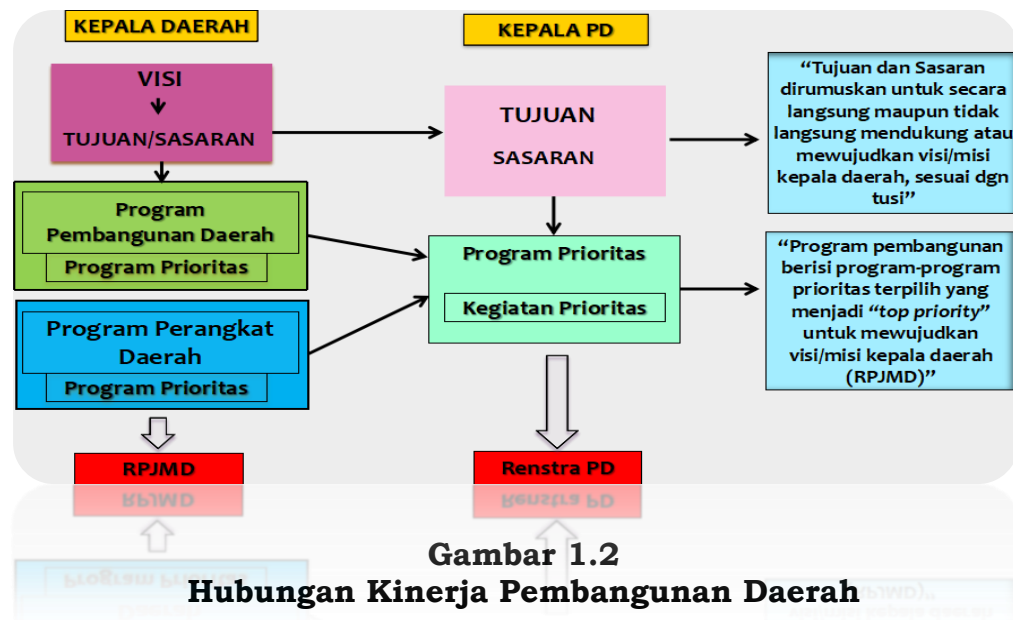 KEPALA DAERAH
VISI
TUJUAN/SASARAN
Program
Pembangunan Daerah
Program Prioritas
Program Perangkat
Daerah
Program Prioritas
RPJMD
KEPALA PD
TUJUAN
SASARAN
Program Prioritas
Kegiatan Prioritas
Renstra PD
“Tujuan dan Sasaran
dirumuskan untuk secara
langsung maupun tidak
langsung mendukung atau
mewujudkan visi/misi
kepala daerah, sesuai dgn
tusi”
“Program pembangunan
berisi program-program
prioritas terpilih yang
menjadi “top priority”
untuk mewujudkan
visi/misi kepala daerah
(RPJMD)”
Gambar 1.2
Hubungan Kinerja Pembangunan Daerah